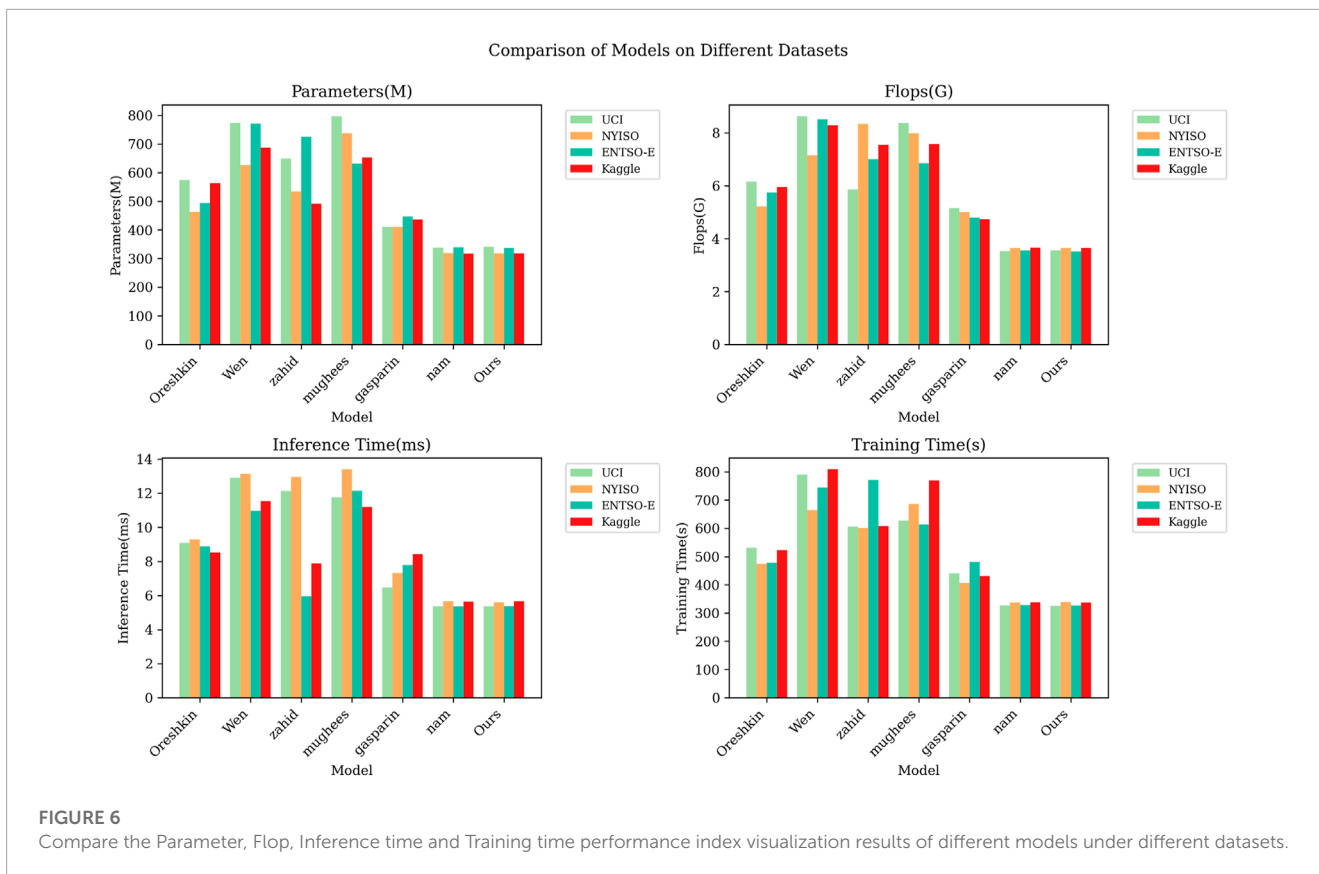 Comparison of Models on Different Datasets
Parameters(M)
Parameters(M)
800
700
600
500
400
300
200
100
0
Oreshkin
Wen
zahid
mughees
gasparin
nam
Ours
Model
UCI
NYISO
ENTSO-E
Kaggle
Flops(G)
Flops(G)
8
6
4
2
0
Oreshkin
Wen
zahid
mughees
gasparin
nam
Ours
Model
UCI
NYISO
ENTSO-E
Kaggle
Inference Time(ms)
Inference Time(ms)
14
12
10
8
6
4
2
0
Oreshkin
Wen
zahid
mughees
gasparin
nam
Ours
Model
UCI
NYISO
ENTSO-E
Kaggle
Training Time(s)
Training Time(s)
800
700
600
500
400
300
200
100
0
Oreshkin
Wen
zahid
mughees
gasparin
nam
Ours
Model
UCI
NYISO
ENTSO-E
Kaggle
FIGURE 6
Compare the Parameter, Flop, Inference time and Training time performance index visualization results of different models under different datasets.